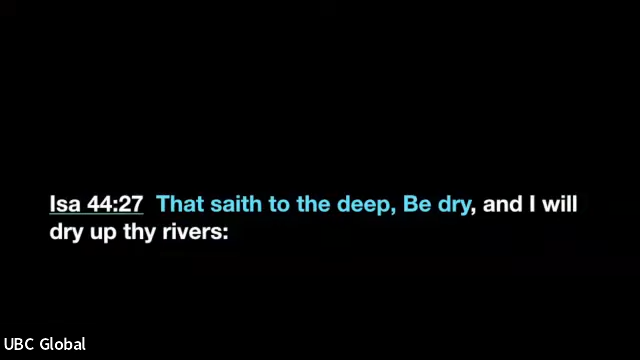 Isa 44:27  That saith to the deep, Be dry, and I will
dry up thy rivers:
UBC Global